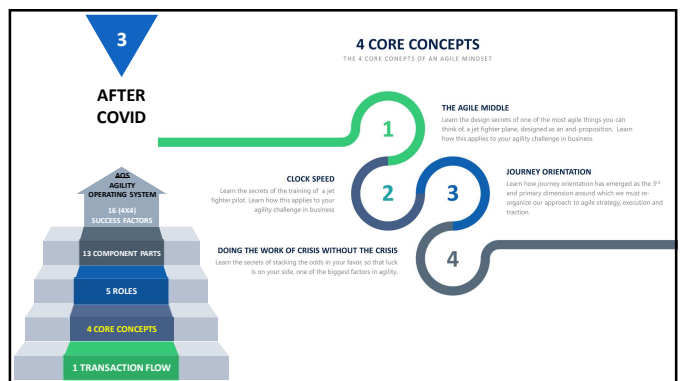 3
AFTER
COVID
4 CORE CONCEPTS
THE 4 CORE CONEPTS OF AN AGILE MINDSET
1
THE AGILE MIDDLE
Learn the design secrets of one of the most agile things you can
think of, a jet fighter plane, designed as an and-proposition. Learn
how this applies to your agility challenge in business
CLOCK SPEED
Learn the secrets of the training of a jet
fighter pilot. Learn how this applies to your
agility challenge in business
2
3
JOURNEY ORIENTATION
Learn how journey orientation has emerged as the 3rd
and primary dimension around which we must re-
organize our approach to agile strategy, execution and
traction.
DOING THE WORK OF CRISIS WITHOUT THE CRISIS
Learn the secrets of stacking the odds in your favor, so that luck
is on your side, one of the biggest factors in agility.
4
AOS
AGILITY
OPERATING SYSTEM
16 (4X4)
SUCCESS FACTORS
13 COMPONENT PARTS
5 ROLES
4 CORE CONCEPTS
1 TRANSACTION FLOW